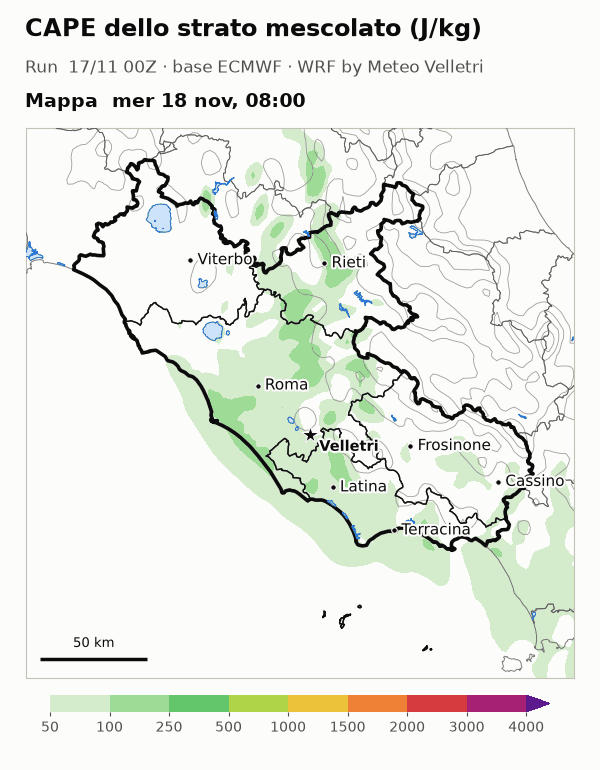 CAPE dello strato mescolato (J/kg)
Run  17/11 00Z · base ECMWF · WRF by Meteo Velletri
Mappa  mer 18 nov, 08:00
Viterbo
Rieti
Roma
Velletri
Frosinone
Cassino
Latina
Terracina
50 km
50 100 250 500 1000 1500 2000 3000 4000